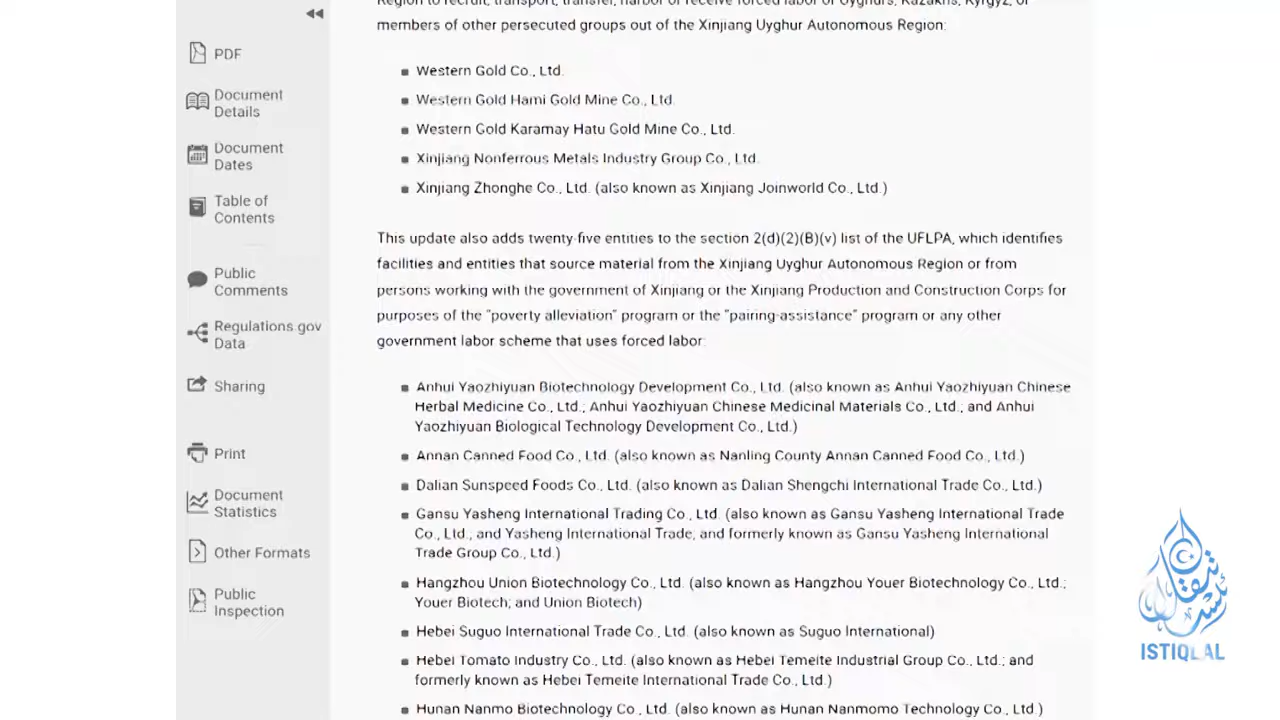 PDF
Document
Details
Document
Dates
Table of
Contents
Public
Comments
Regulations.gov
Data
Sharing
Print
Document
Statistics
Other Formats
Public
Inspection
Region to recruit, transport, transfer, harbor or receive forced labor or Uyghurs, Kazakhs, Kyrgyz, or
members of other persecuted groups out of the Xinjiang Uyghur Autonomous Region:
Western Gold Co., Ltd.
Western Gold Hami Gold Mine Co., Ltd.
Western Gold Karamay Hatu Gold Mine Co., Ltd.
Xinjiang Nonferrous Metals Industry Group Co., Ltd.
Xinjiang Zhonghe Co., Ltd. (also known as Xinjiang Joinworld Co., Ltd.)
This update also adds twenty-five entities to the section 2(d)(2)(B)(v) list of the UFLPA, which identifies
facilities and entities that source material from the Xinjiang Uyghur Autonomous Region or from
persons working with the government of Xinjiang or the Xinjiang Production and Construction Corps for
purposes of the “poverty alleviation” program or the “pairing-assistance” program or any other
government labor scheme that uses forced labor:
Anhui Yaozhiyuan Biotechnology Development Co., Ltd. (also known as Anhui Yaozhiyuan Chinese
Herbal Medicine Co., Ltd.; Anhui Yaozhiyuan Chinese Medicinal Materials Co., Ltd.; and Anhui
Yaozhiyuan Biological Technology Development Co., Ltd.)
Annan Canned Food Co., Ltd. (also known as Nanling County Annan Canned Food Co., Ltd.)
Dalian Sunspeed Foods Co., Ltd. (also known as Dalian Shengchi International Trade Co., Ltd.)
Gansu Yasheng International Trading Co., Ltd. (also known as Gansu Yasheng International Trade
Co., Ltd., and Yasheng International Trade, and formerly known as Gansu Yasheng International
Trade Group Co., Ltd.)
Hangzhou Union Biotechnology Co., Ltd. (also known as Hangzhou Youer Biotechnology Co., Ltd.;
Youer Biotech; and Union Biotech)
Hebei Suguo International Trade Co., Ltd. (also known as Suguo International)
Hebei Tomato Industry Co., Ltd. (also known as Hebei Temeite Industrial Group Co., Ltd.; and
formerly known as Hebei Temeite International Trade Co., Ltd.)
Hunan Nanmo Biotechnology Co., Ltd. (also known as Hunan Nanmomo Technology Co., Ltd.)
ISTIQLAL